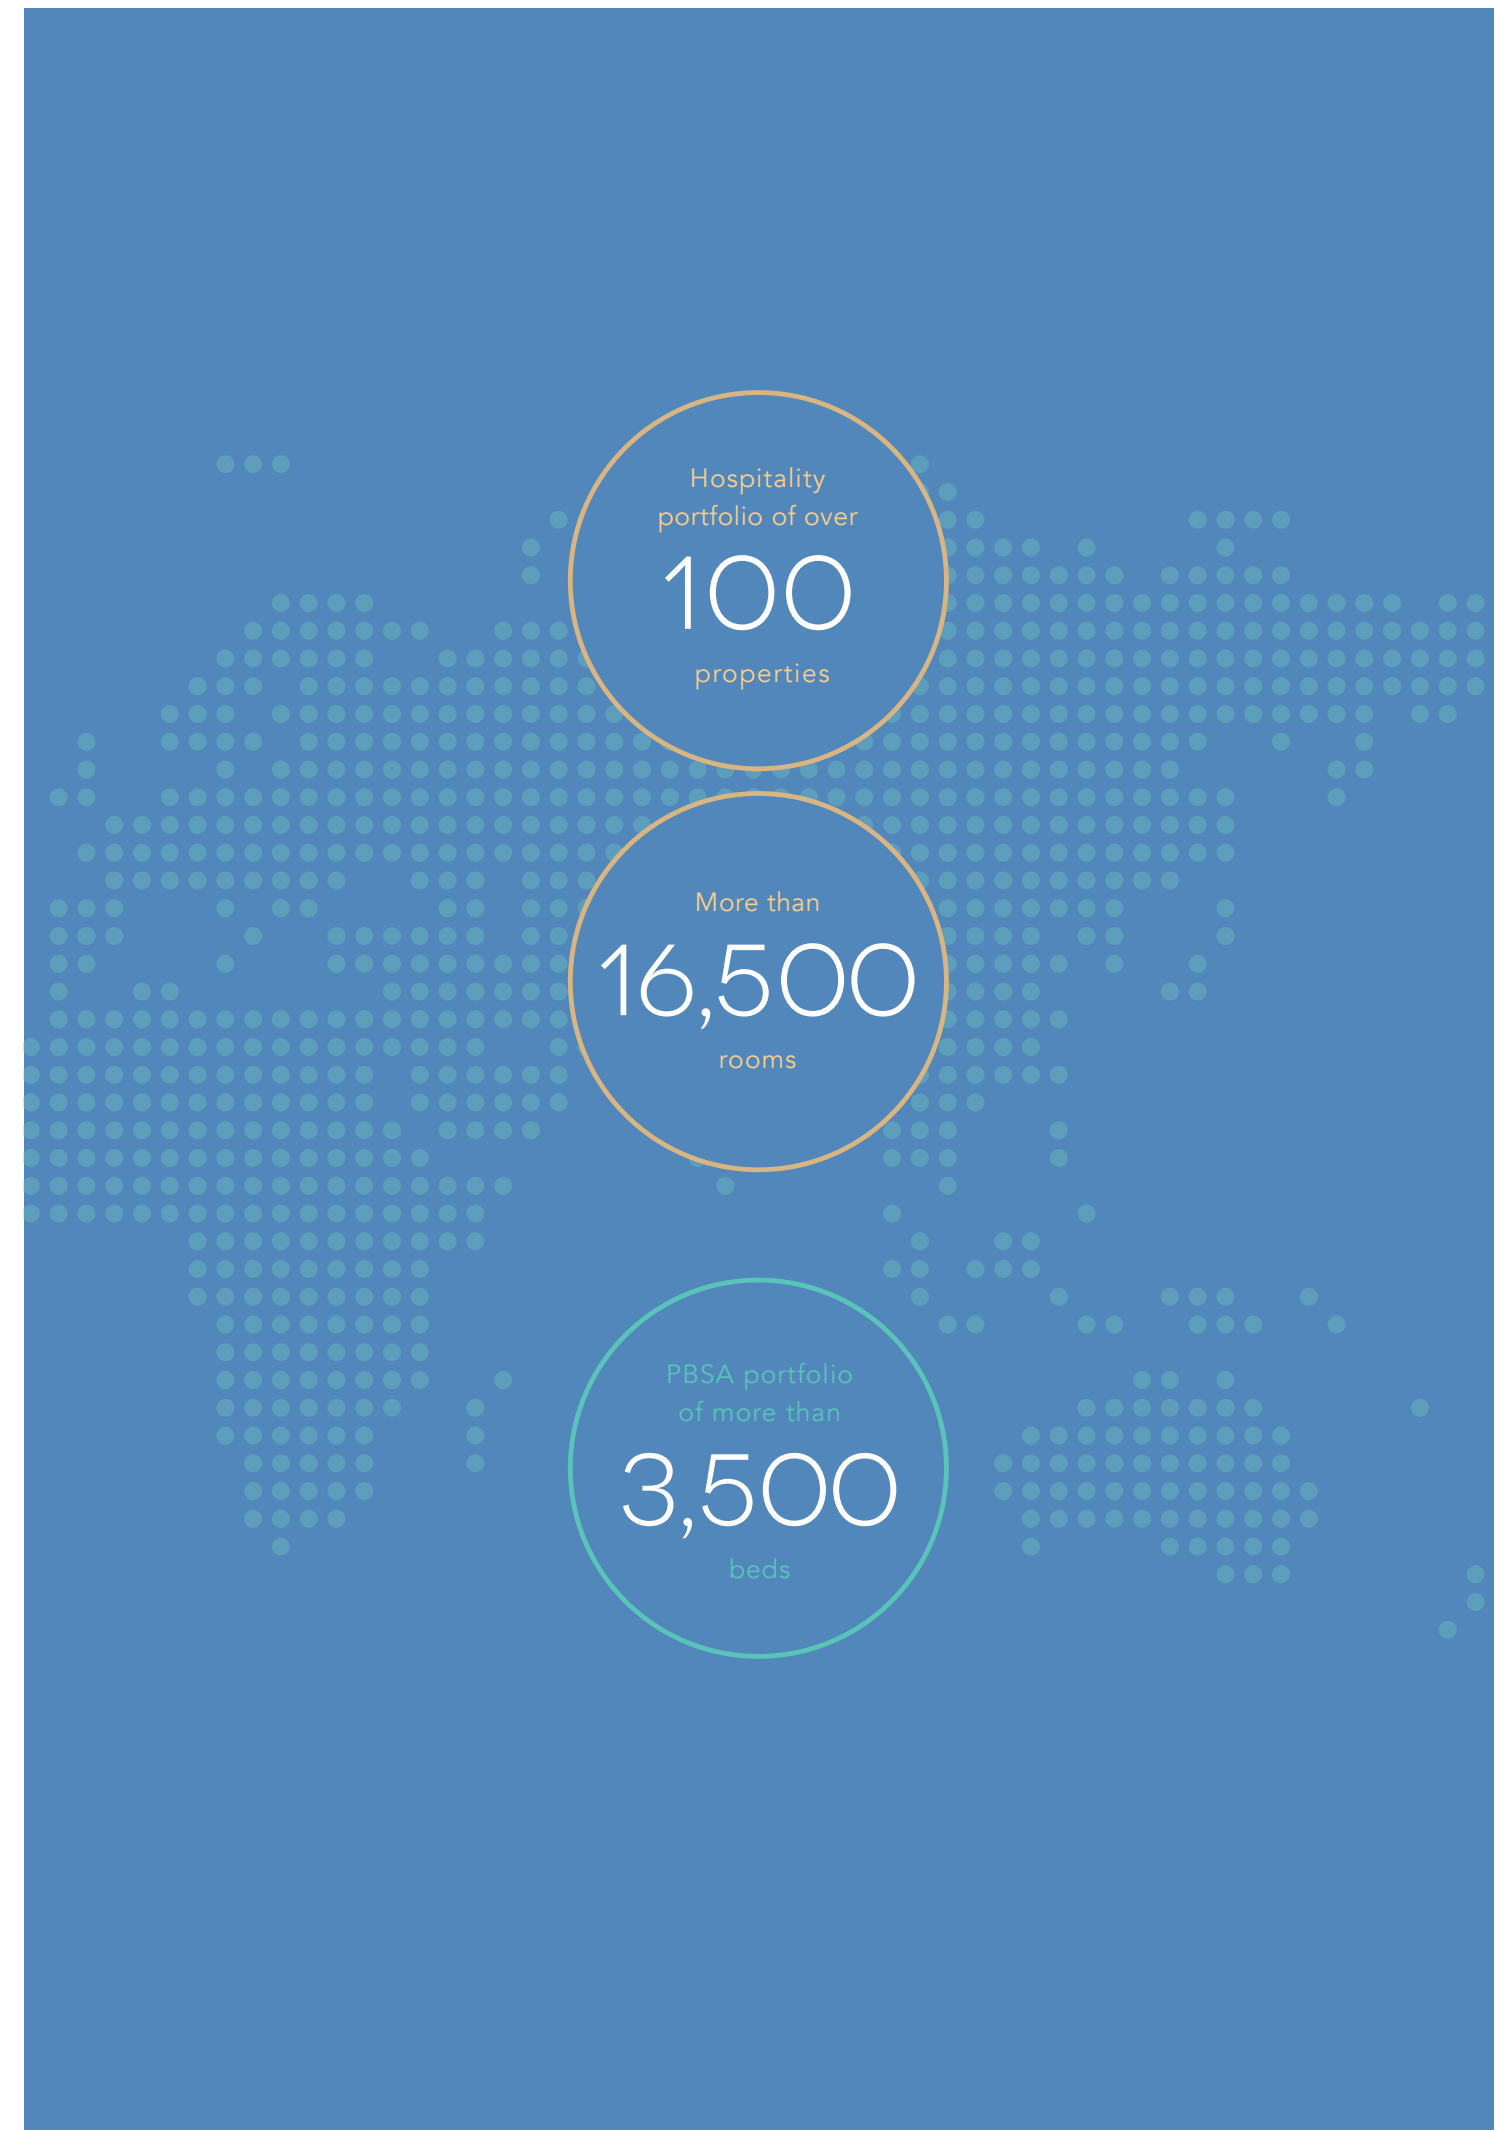 Hospitality
portfolio of over
100
properties
More than
16,500
rooms
PBSA portfolio
of more than
3,500
beds